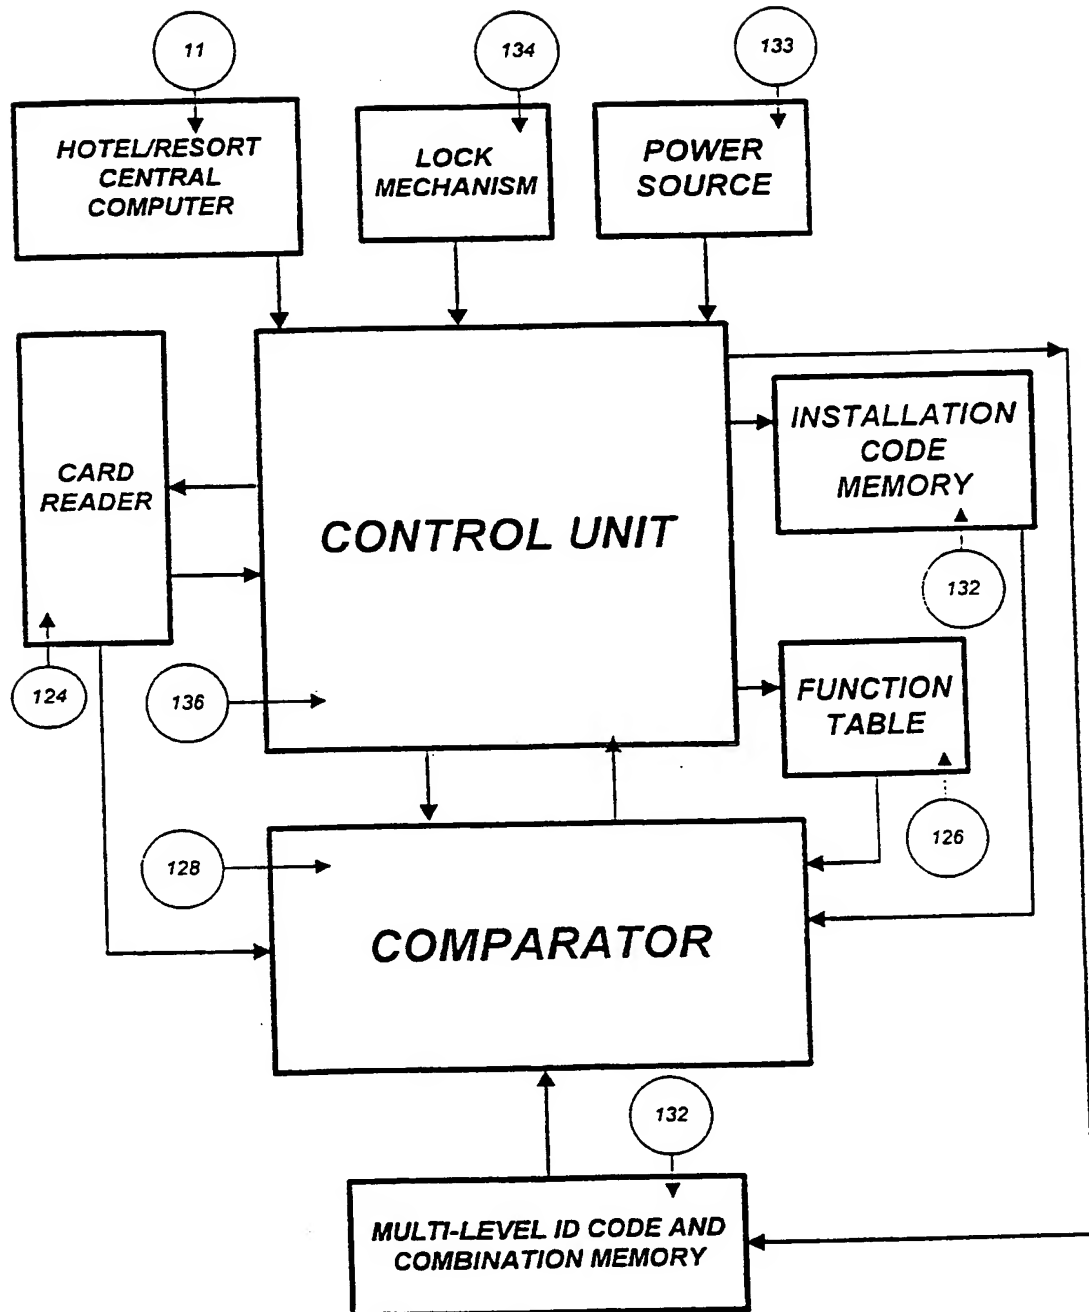 11
134
133
HOTEL/RESORT
CENTRAL
COMPUTER
LOCK
MECHANISM
POWER
SOURCE
CARD
READER
CONTROL UNIT
INSTALLATION
CODE
MEMORY
132
124
136
FUNCTION
TABLE
126
128
COMPARATOR
132
MULTI-LEVEL ID CODE AND
COMBINATION MEMORY